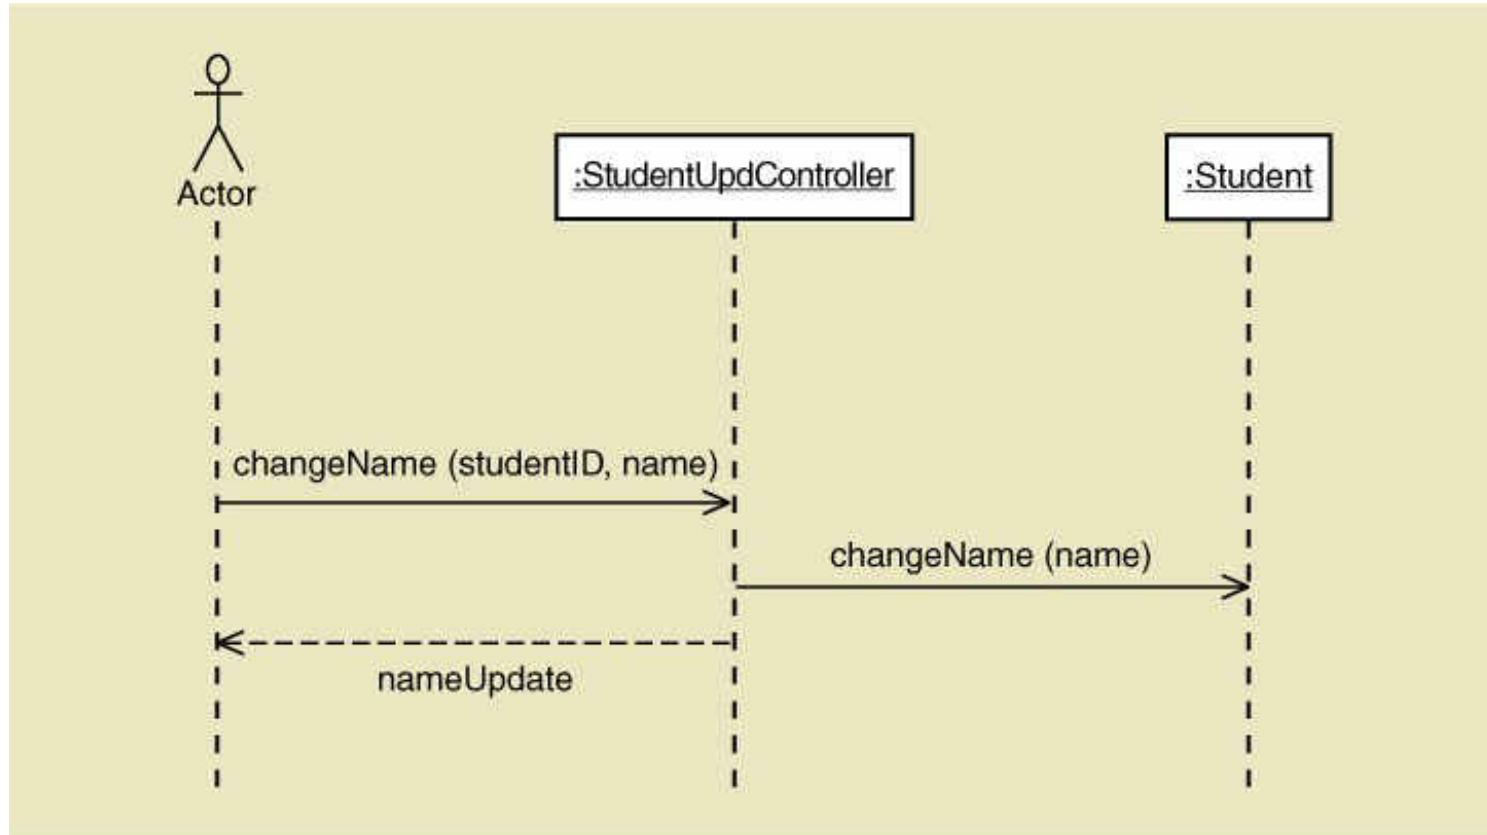 Actor
:StudentUpdController
:Student
changeName (studentID, name)
changeName (name)
nameUpdate